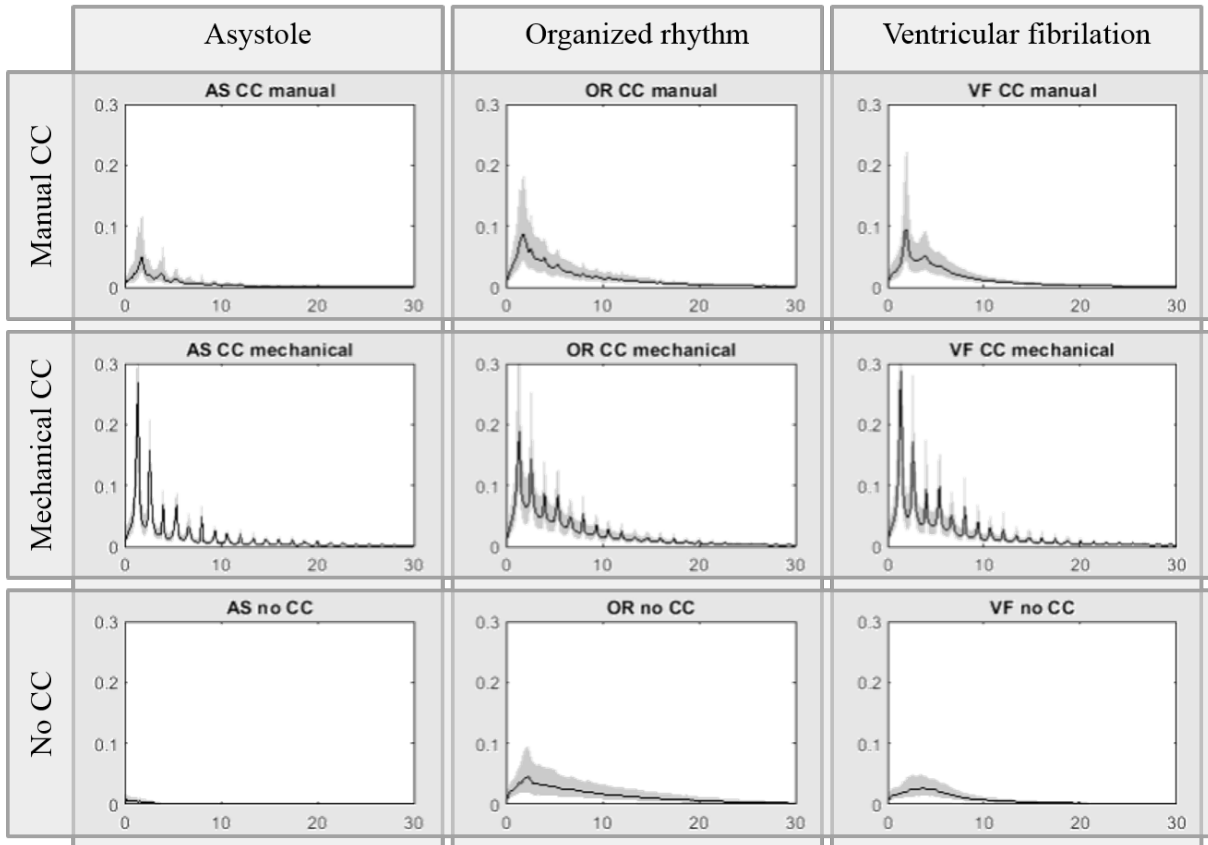 Asystole
Organized rhythm
Ventricular fibrilation
Manual CC
AS CC manual
0.3
0.2
0.1
0
0 10 20 30
OR CC manual
0.3
0.2
0.1
0
0 10 20 30
VF CC manual
0.3
0.2
0.1
0
0 10 20 30
Mechanical CC
AS CC mechanical
0.3
0.2
0.1
0
0 10 20 30
OR CC mechanical
0.3
0.2
0.1
0
0 10 20 30
VF CC mechanical
0.3
0.2
0.1
0
0 10 20 30
No CC
AS no CC
0.3
0.2
0.1
0
0 10 20 30
OR no CC
0.3
0.2
0.1
0
0 10 20 30
VF no CC
0.3
0.2
0.1
0
0 10 20 30